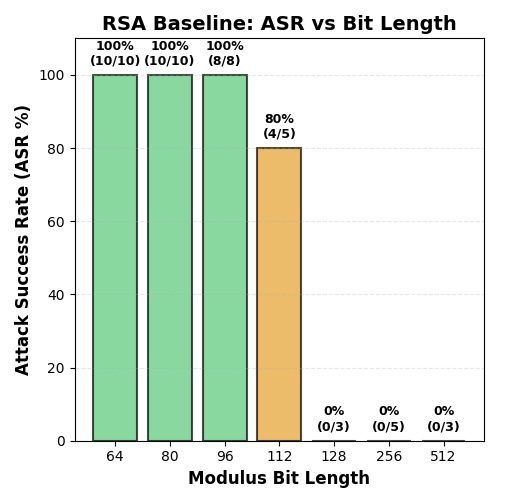 RSA Baseline: ASR vs Bit Length
100% 100% 100%
(10/10) (10/10) (8/8)
80%
(4/5)
0% 0% 0%
(0/3) (0/5) (0/3)
100
80
60
40
20
0
Attack Success Rate (ASR %)
64 80 96 112 128 256 512
Modulus Bit Length